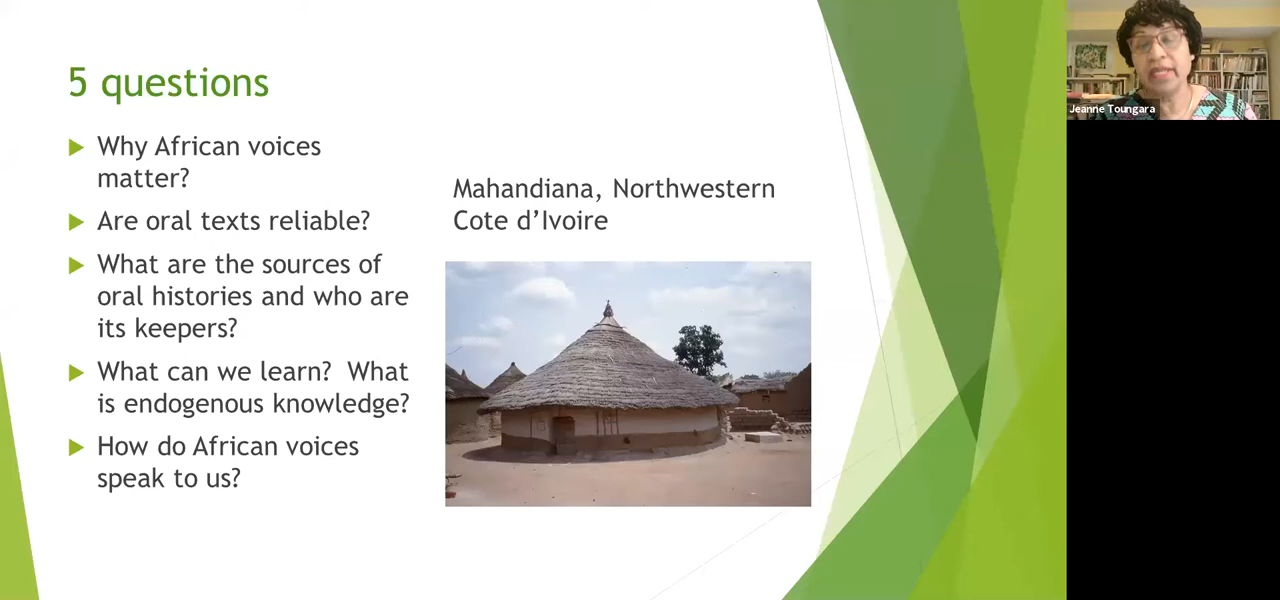 5 questions
Why African voices
matter?
Are oral texts reliable?
What are the sources of
oral histories and who are
its keepers?
What can we learn?  What
is endogenous knowledge?
How do African voices
speak to us?
Mahandiana, Northwestern
Cote d’Ivoire
Jeanne Toungara